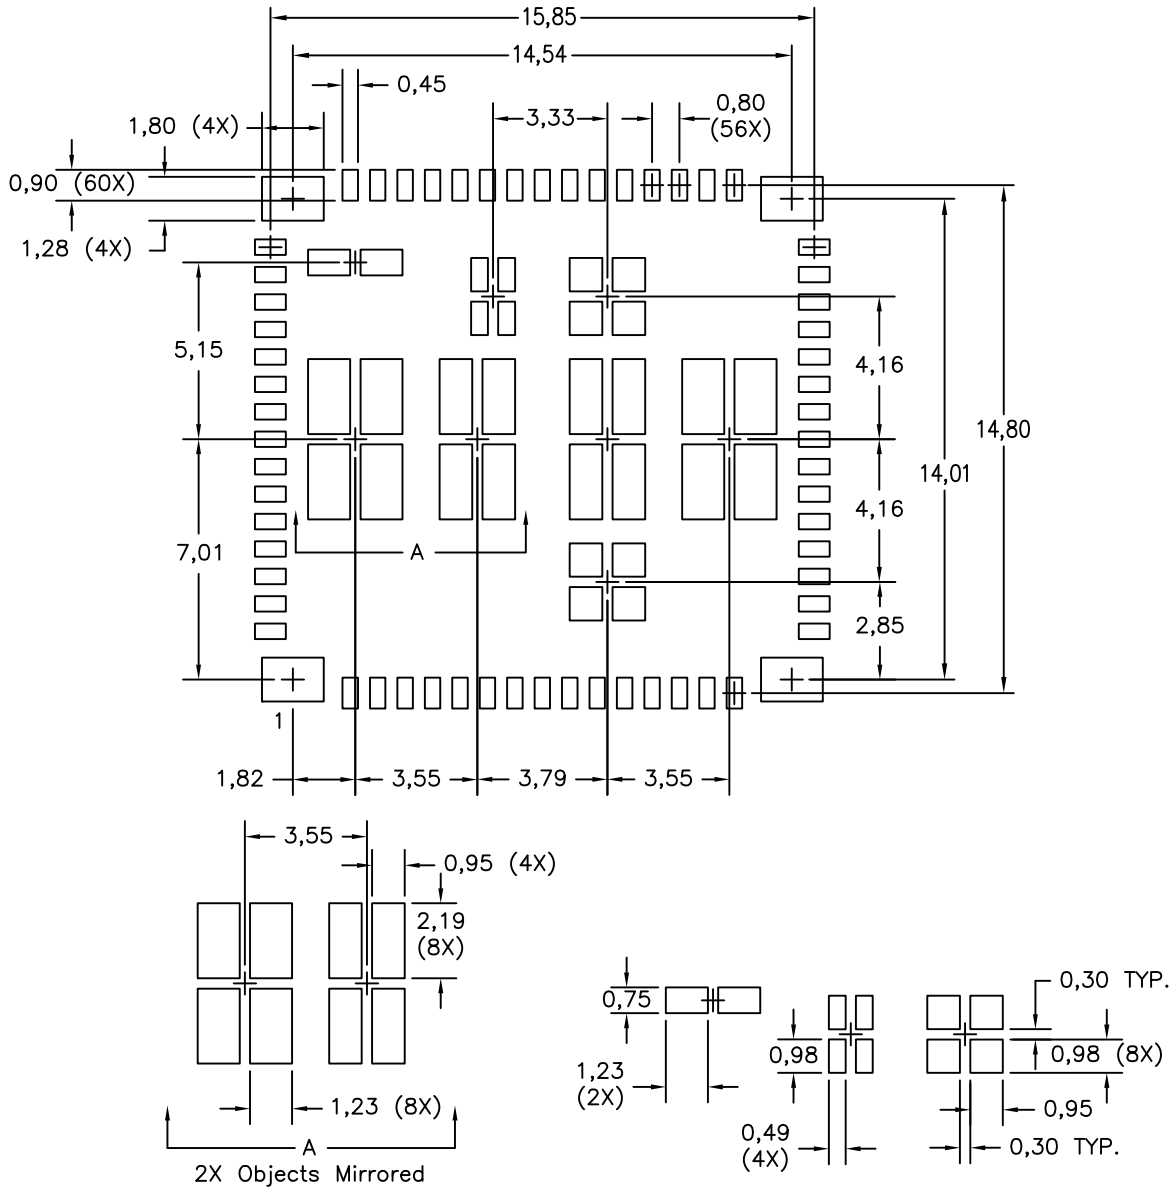 15,85
14,54
0,45
3,33
0,80
(56X)
1,80 (4X)
0,90 (60X)
1,28 (4X)
5,15
4,16
14,80
14,01
4,16
7,01
A
2,85
1
1,82
3,55
3,79
3,55
3,55
0,95 (4X)
2,19
(8X)
1,23 (8X)
A
2X Objects Mirrored
0,75
1,23
(2X)
0,98
0,49
(4X)
0,30 TYP.
0,98 (8X)
0,95
0,30 TYP.